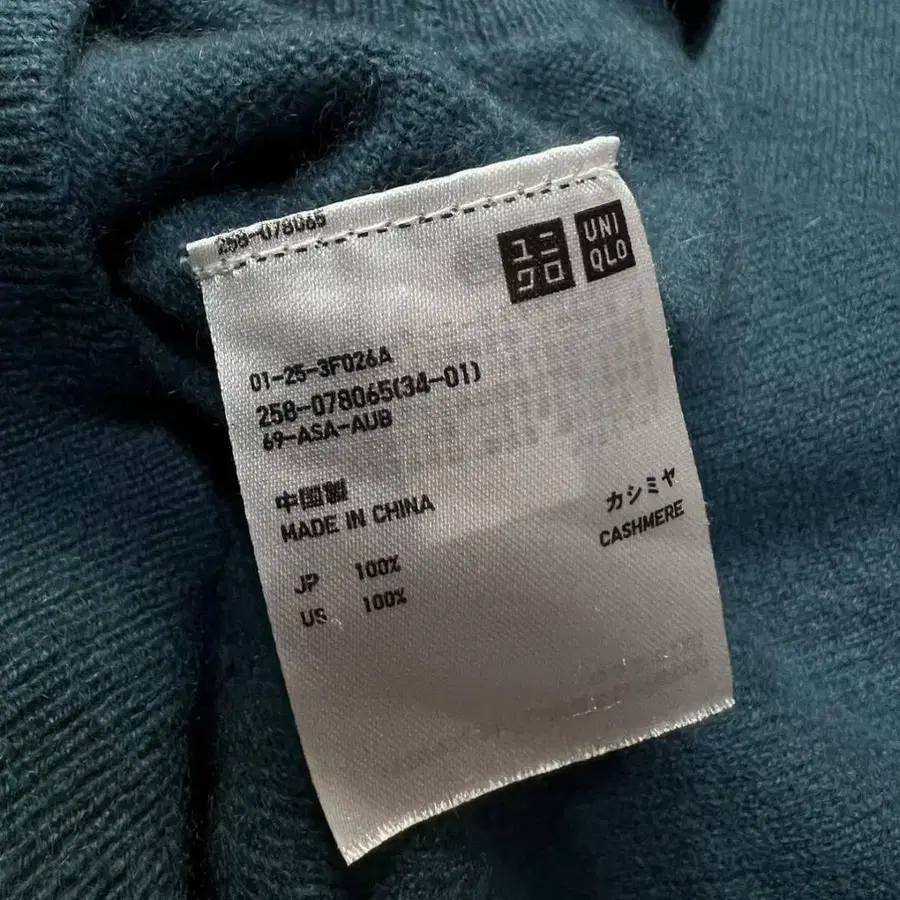 258-078065
ユニ
クロ
UNI
QLO
01-25-3F026A
258-078065(34-01)
69-ASA-AUB
中国製
MADE IN CHINA
カシミヤ
CASHMERE
JP 100%
US 100%